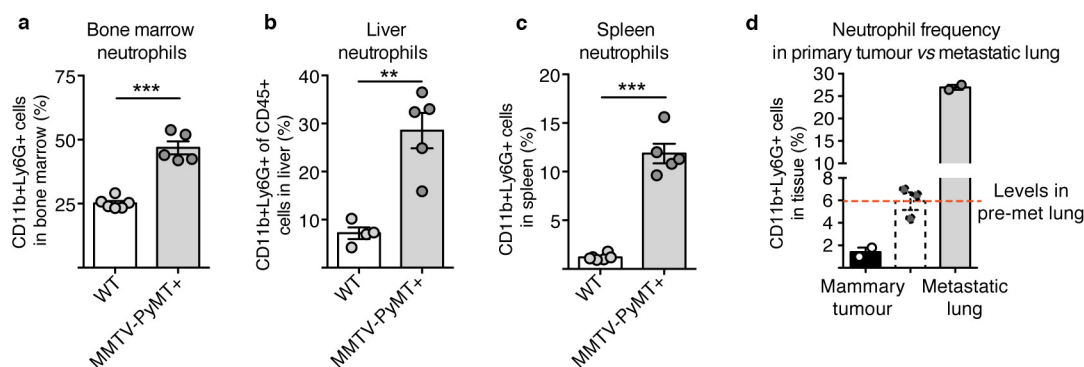 a
Bone marrow
neutrophils
CD11b+Ly6G+ cells
in bone marrow (%)
75
50
25
***
WT
MMTV-PyMT+
b
Liver
neutrophils
CD11b+Ly6G+ of CD45+
cells in liver (%)
40
30
20
10
**
WT
MMTV-PyMT+
c
Spleen
neutrophils
CD11b+Ly6G+ cells
in spleen (%)
20
15
10
5
***
WT
MMTV-PyMT+
d
Neutrophil frequency
in primary tumour vs metastatic lung
CD11b+Ly6G+ cells
in tissue (%)
30
25
20
15
10
8
6
4
2
Levels in
pre-met lung
Mammary
tumour
Metastatic
lung